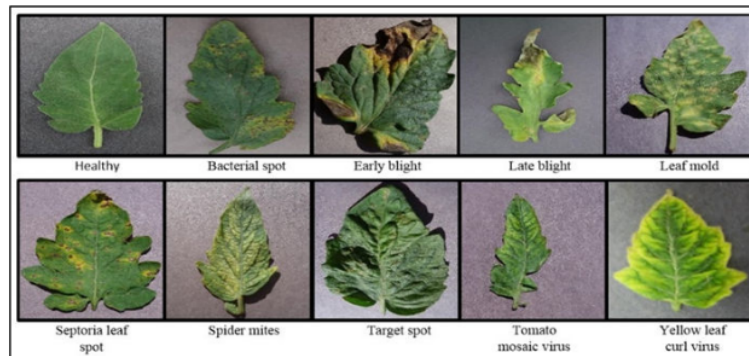 Healthy
Bacterial spot
Early blight
Late blight
Leaf mold
Septoria leaf
spot
Spider mites
Target spot
Tomato
mosaic virus
Yellow leaf
curl virus